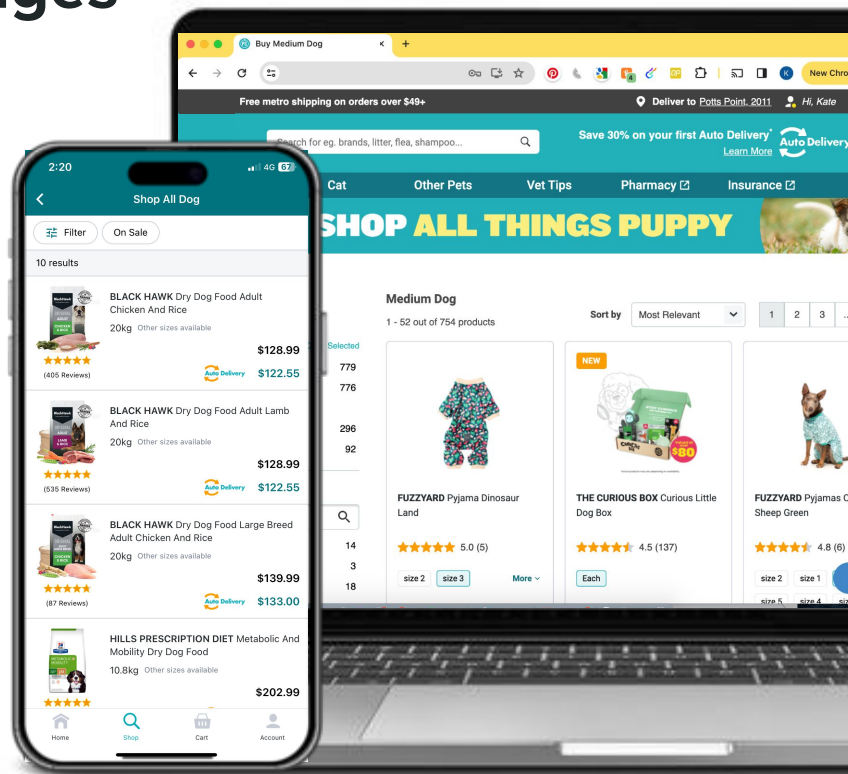 Buy Medium Dog
New Chro
Free metro shipping on orders over $49+
Deliver to Potts Point, 2011
Hi, Kate
for eg. brands, litter, flea, shampoo...
Save 30% on your first Auto Delivery*
Learn More
Auto Delivery
Cat
Other Pets
Vet Tips
Pharmacy
Insurance
SHOP ALL THINGS PUPPY
Medium Dog
1 - 52 out of 754 products
Sort by
Most Relevant
1
2
3
Selected
779
776
296
92
14
3
18
NEW
$80
FUZZYARD Pyjama Dinosaur
Land
5.0 (5)
size 2
size 3
More
THE CURIOUS BOX Curious Little
Dog Box
4.5 (137)
Each
FUZZYARD Pyjamas C
Sheep Green
4.8 (6)
size 2
size 1
size 5
size 4
2:20
4G
67
Shop All Dog
Filter
On Sale
10 results
BLACK HAWK Dry Dog Food Adult
Chicken And Rice
20kg Other sizes available
$128.99
(405 Reviews)
Auto Delivery
$122.55
BLACK HAWK Dry Dog Food Adult Lamb
And Rice
20kg Other sizes available
$128.99
(535 Reviews)
Auto Delivery
$122.55
BLACK HAWK Dry Dog Food Large Breed
Adult Chicken And Rice
20kg Other sizes available
$139.99
(87 Reviews)
Auto Delivery
$133.00
HILLS PRESCRIPTION DIET Metabolic And
Mobility Dry Dog Food
10.8kg Other sizes available
$202.99
Home
Shop
Cart
Account